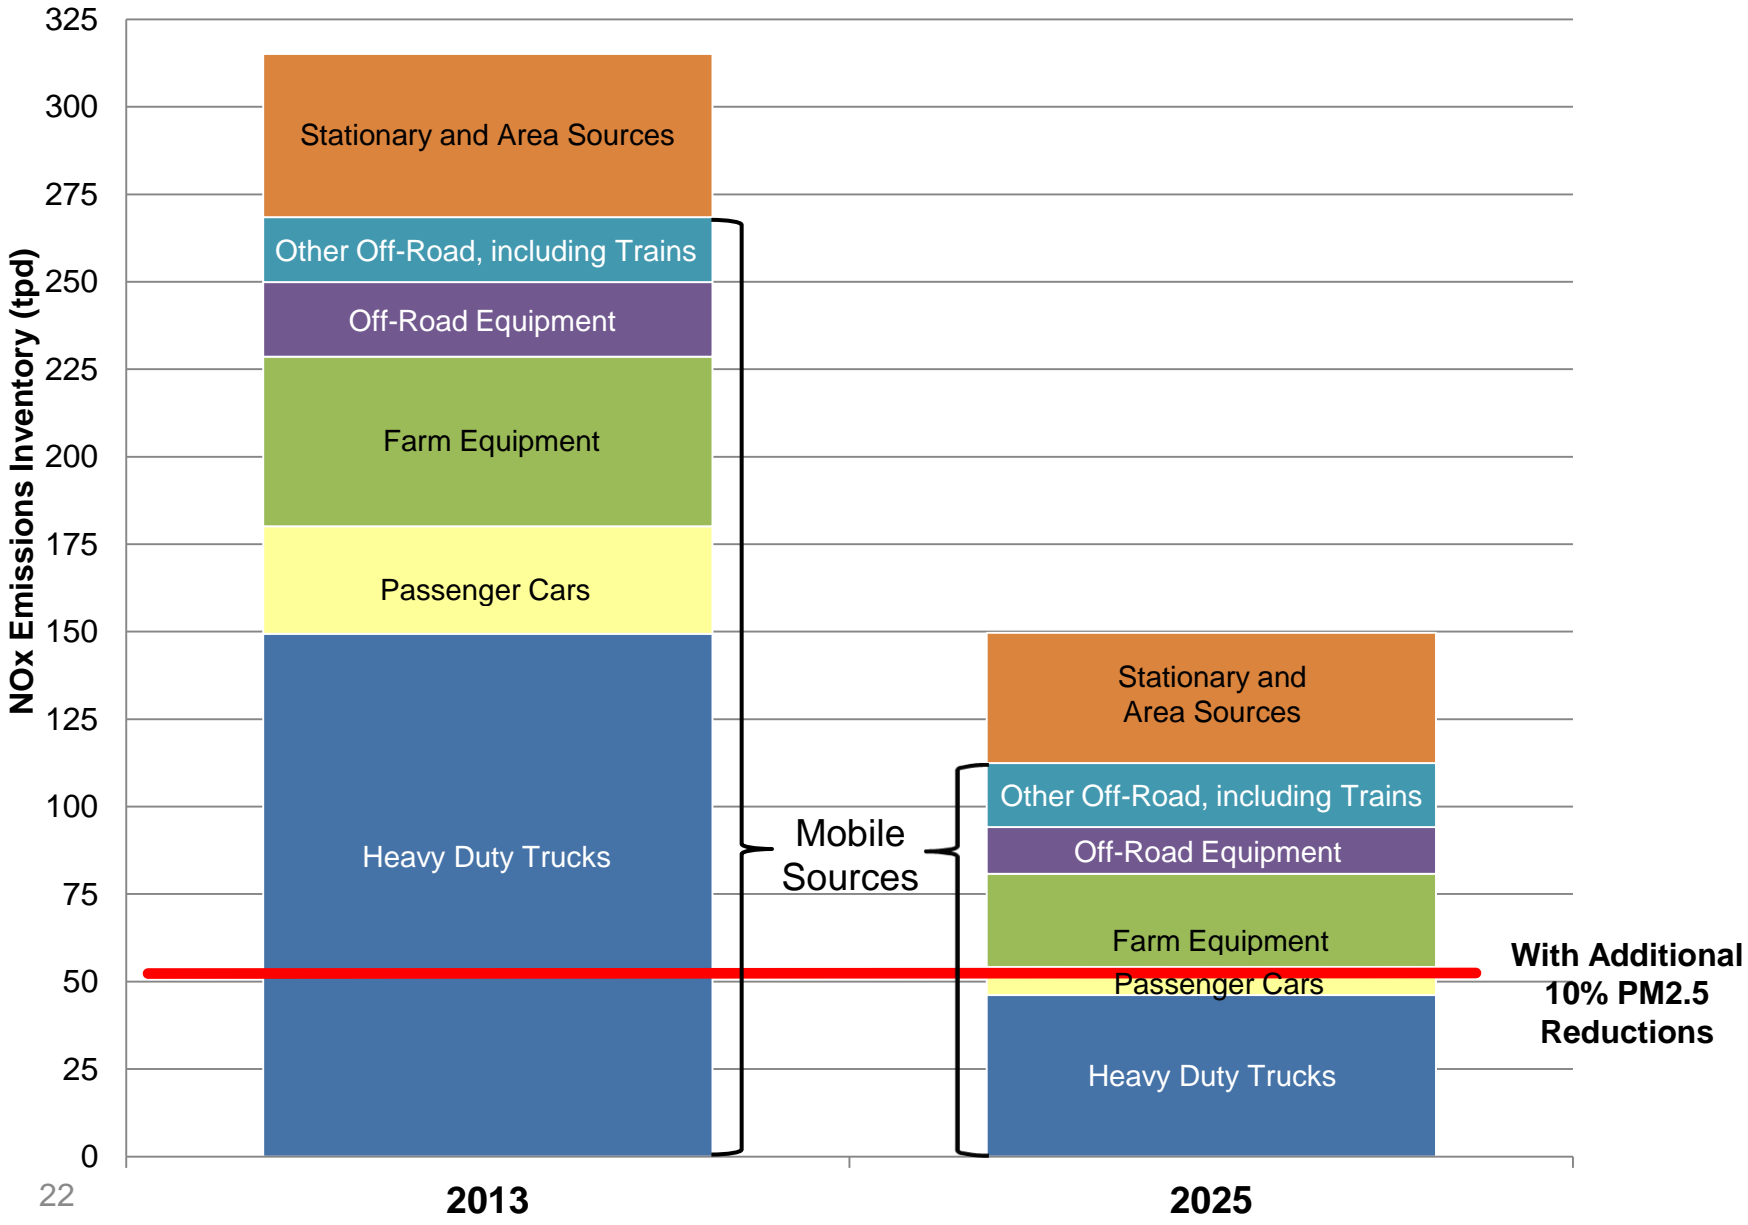 NOx Emissions Inventory (tpd)
325
300
275
250
225
200
175
150
125
100
75
50
25
0
Stationary and Area Sources
Other Off-Road, including Trains
Off-Road Equipment
Farm Equipment
Passenger Cars
Heavy Duty Trucks
Mobile
Sources
Stationary and
Area Sources
Other Off-Road, including Trains
Off-Road Equipment
Farm Equipment
Passenger Cars
Heavy Duty Trucks
With Additional
10% PM2.5
Reductions
2013
2025
22